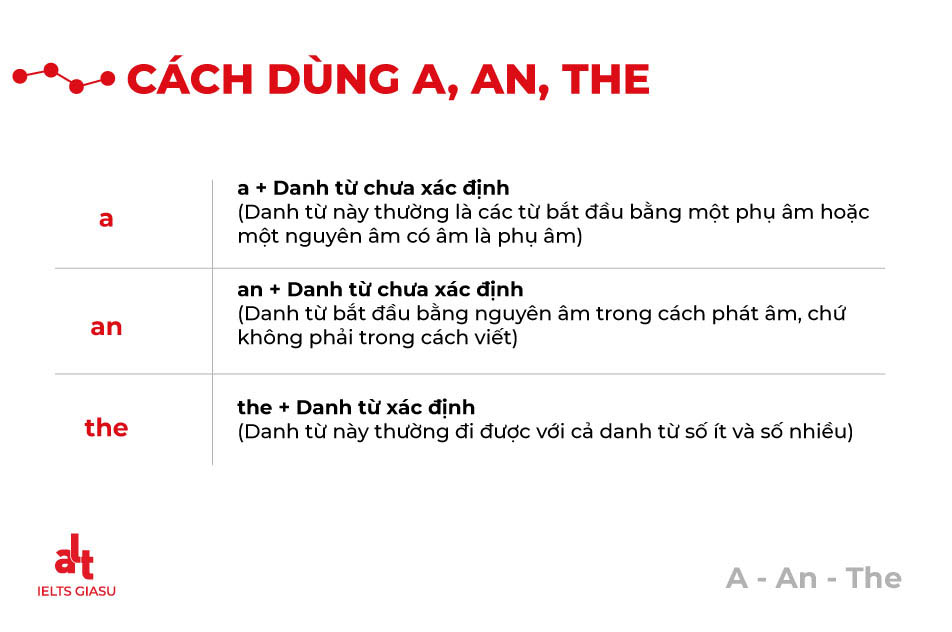 CÁCH DÙNG A, AN, THE
a
a + Danh từ chưa xác định
(Danh từ này thường là các từ bắt đầu bằng một phụ âm hoặc
một nguyên âm có âm là phụ âm)
an
an + Danh từ chưa xác định
(Danh từ bắt đầu bằng nguyên âm trong cách phát âm, chứ
không phải trong cách viết)
the
the + Danh từ xác định
(Danh từ này thường đi được với cả danh từ số ít và số nhiều)
alt
IELTS GIASU
A - An - The